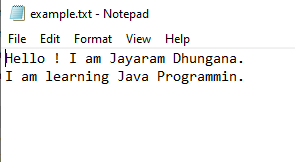 example.txt - Notepad
File Edit Format View Help
Hello ! I am Jayaram Dhungana.
I am learning Java Programmin.